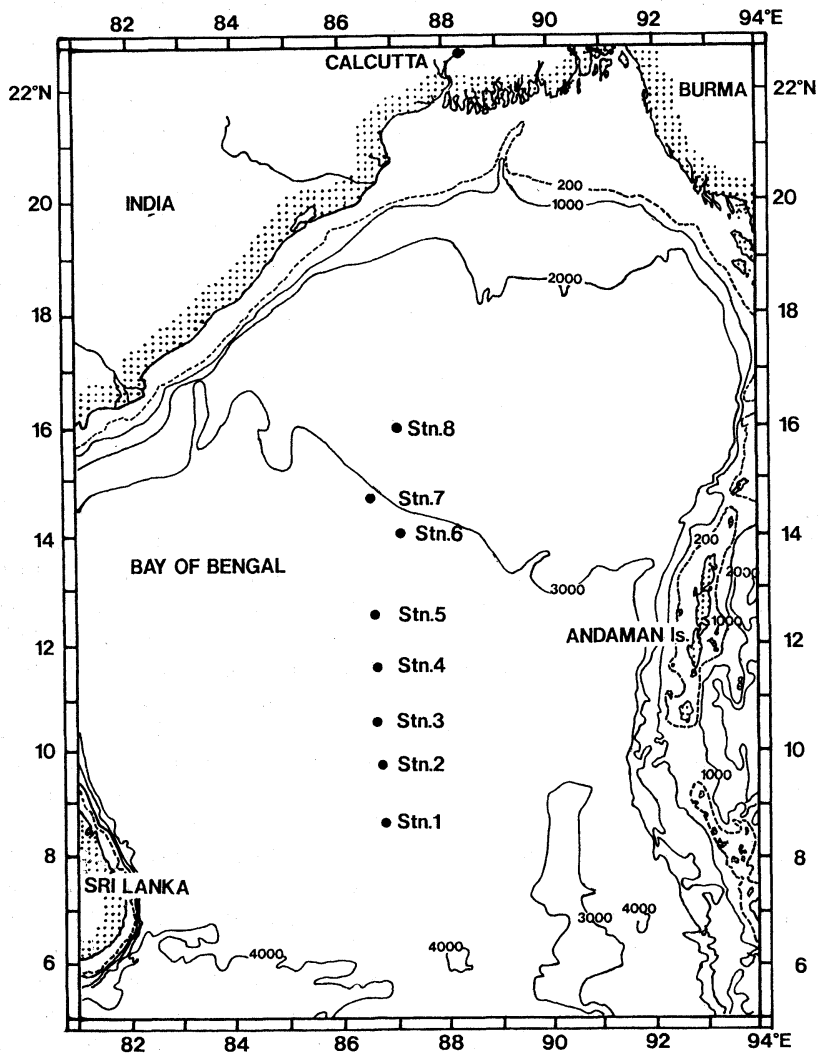 82 84 86 88 90 92 94°E
CALCUTTA
22°N BURMA 22°N
INDIA
20 200 20
1000
2000
18 18
16 Stn.8 16
Stn.7
14 Stn.6 14
200
BAY OF BENGAL 3000 2000
Stn.5
1000
12 ANDAMAN Is. 12
Stn.4
Stn.3
10 Stn.2 10
1000
Stn.1
8 8
SRI LANKA
3000 4000
6 4000 4000 6
82 84 86 88 90 92 94°E